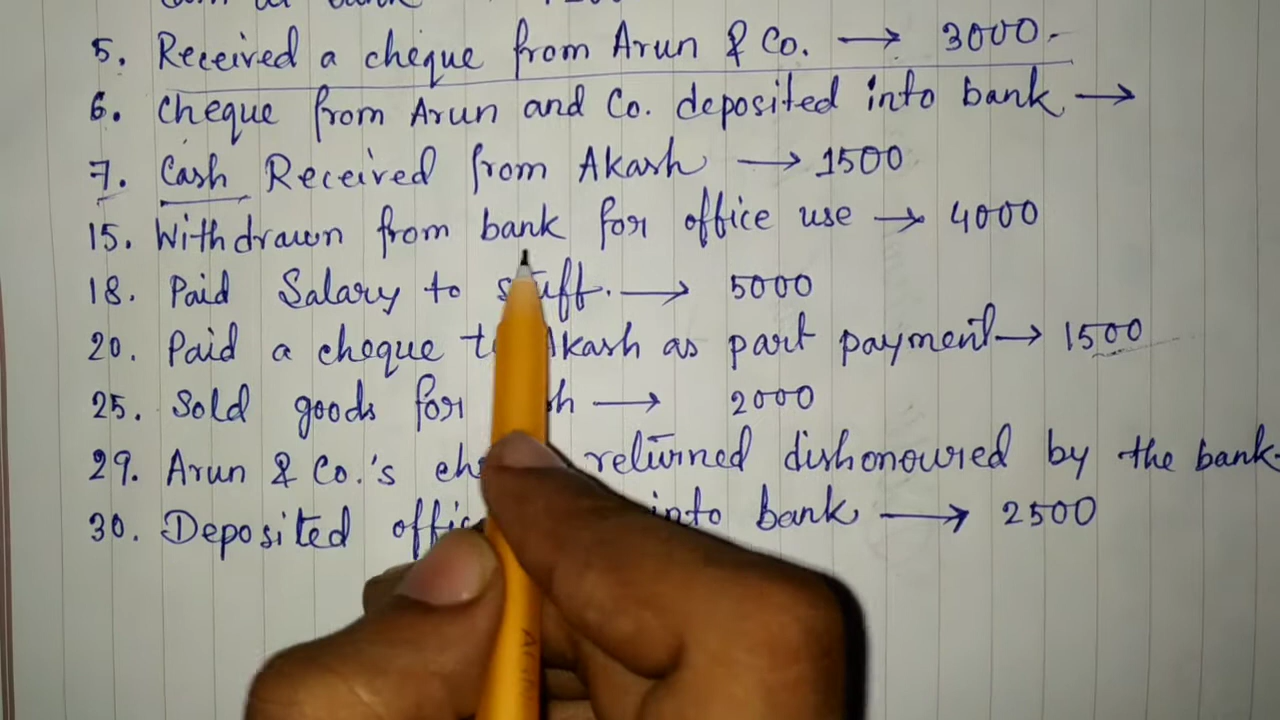 5. Received a cheque from Arun & Co. → 3000.
6. Cheque from Arun and Co. deposited into bank →
7. Cash Received from Akash → 1500
15. Withdrawn from bank for office use → 4000
18. Paid Salary to → 5000
20. Paid a cheque Akash as part payment → 1500
25. Sold goods for → 2000
29. Arun & Co.'s returned dishonoured by the bank.
30. Deposited into bank → 2500